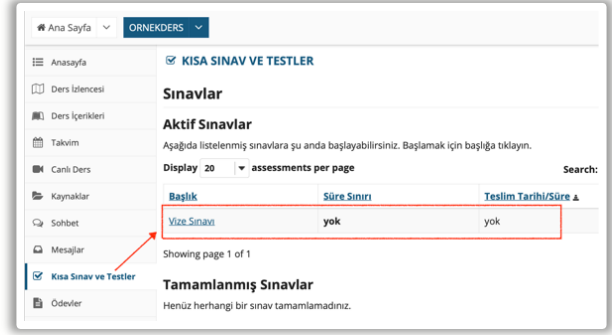 Ana Sayfa
ORNEKDERS
Anasayfa
Ders İzlencesi
Ders İçerikleri
Takvim
Canlı Ders
Kaynaklar
Sohbet
Mesajlar
Kısa Sınav ve Testler
Ödevler
KISA SINAV VE TESTLER
Sınavlar
Aktif Sınavlar
Aşağıda listelenmiş sınavlara şu anda başlayabilirsiniz. Başlamak için başlığa tıklayın.
Display 20 assessments per page Search:
Başlık Süre Sınırı Teslim Tarihi/Süre
Vize Sınavı yok yok
Showing page 1 of 1
Tamamlanmış Sınavlar
Henüz herhangi bir sınav tamamlamadınız.